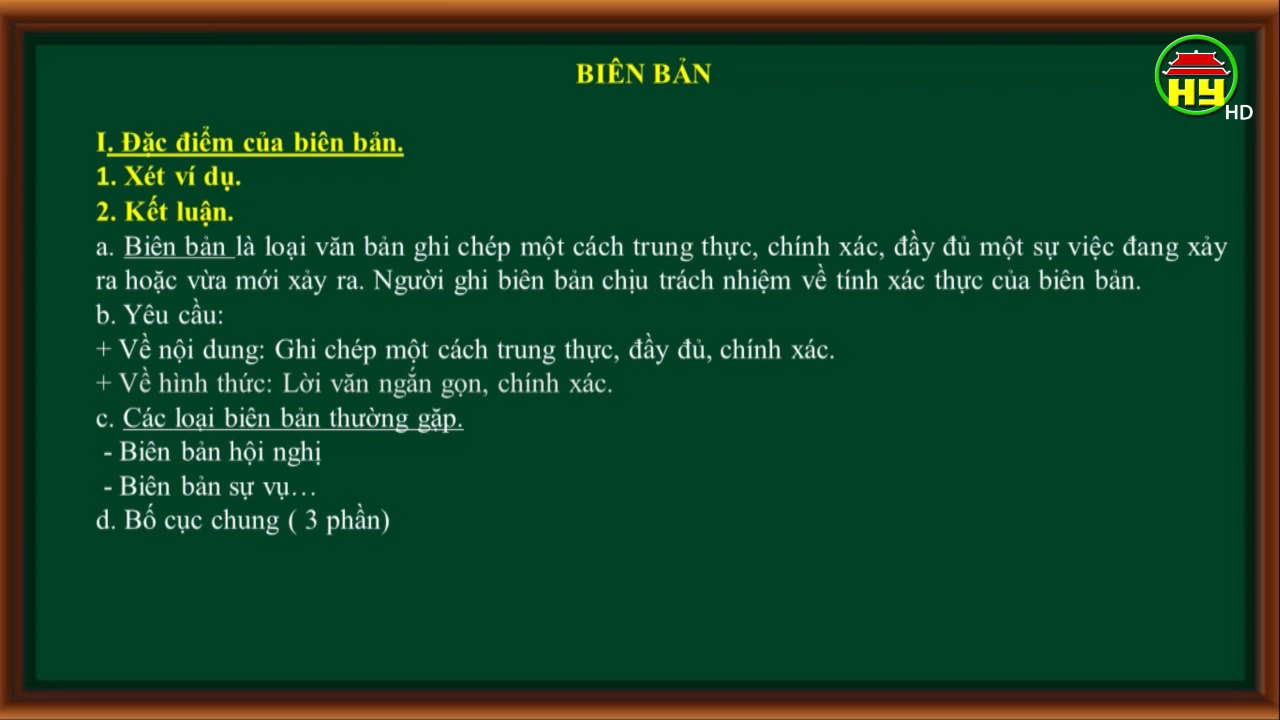 BIÊN BẢN
HY
HD
I. Đặc điểm của biên bản.
1. Xét ví dụ.
2. Kết luận.
a. Biên bản là loại văn bản ghi chép một cách trung thực, chính xác, đầy đủ một sự việc đang xảy
ra hoặc vừa mới xảy ra. Người ghi biên bản chịu trách nhiệm về tính xác thực của biên bản.
b. Yêu cầu:
+ Về nội dung: Ghi chép một cách trung thực, đầy đủ, chính xác.
+ Về hình thức: Lời văn ngắn gọn, chính xác.
c. Các loại biên bản thường gặp.
- Biên bản hội nghị
- Biên bản sự vụ…
d. Bố cục chung ( 3 phần)